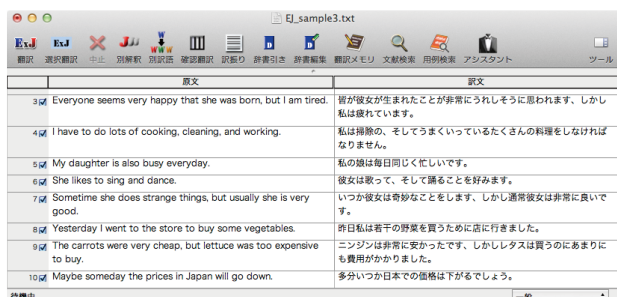 EJ_sample3.txt
翻訳 選択翻訳 中止 別解釈 別訳語 確認翻訳 訳振り 辞書引き 辞書編集 翻訳メモリ 文献検索 用例検索 アシスタント ツール
原文 訳文
3 Everyone seems very happy that she was born, but I am tired. 皆が彼女が生まれたことが非常にうれしそうに思われます、しかし
私は疲れています。
4 I have to do lots of cooking, cleaning, and working. 私は掃除の、そしてうまくいっているたくさんの料理をしなければ
なりません。
5 My daughter is also busy everyday. 私の娘は毎日同じく忙しいです。
6 She likes to sing and dance. 彼女は歌って、そして踊ることを好みます。
7 Sometime she does strange things, but usually she is very いつか彼女は奇妙なことをします、しかし通常彼女は非常に良いで
good. す。
8 Yesterday I went to the store to buy some vegetables. 昨日私は若干の野菜を買うために店に行きました。
9 The carrots were very cheap, but lettuce was too expensive ニンジンは非常に安かったです、しかしレタスは買うのにあまりに
to buy. も費用がかかりました。
10 Maybe someday the prices in Japan will go down. 多分いつか日本での価格は下がるでしょう。
待機中 一般